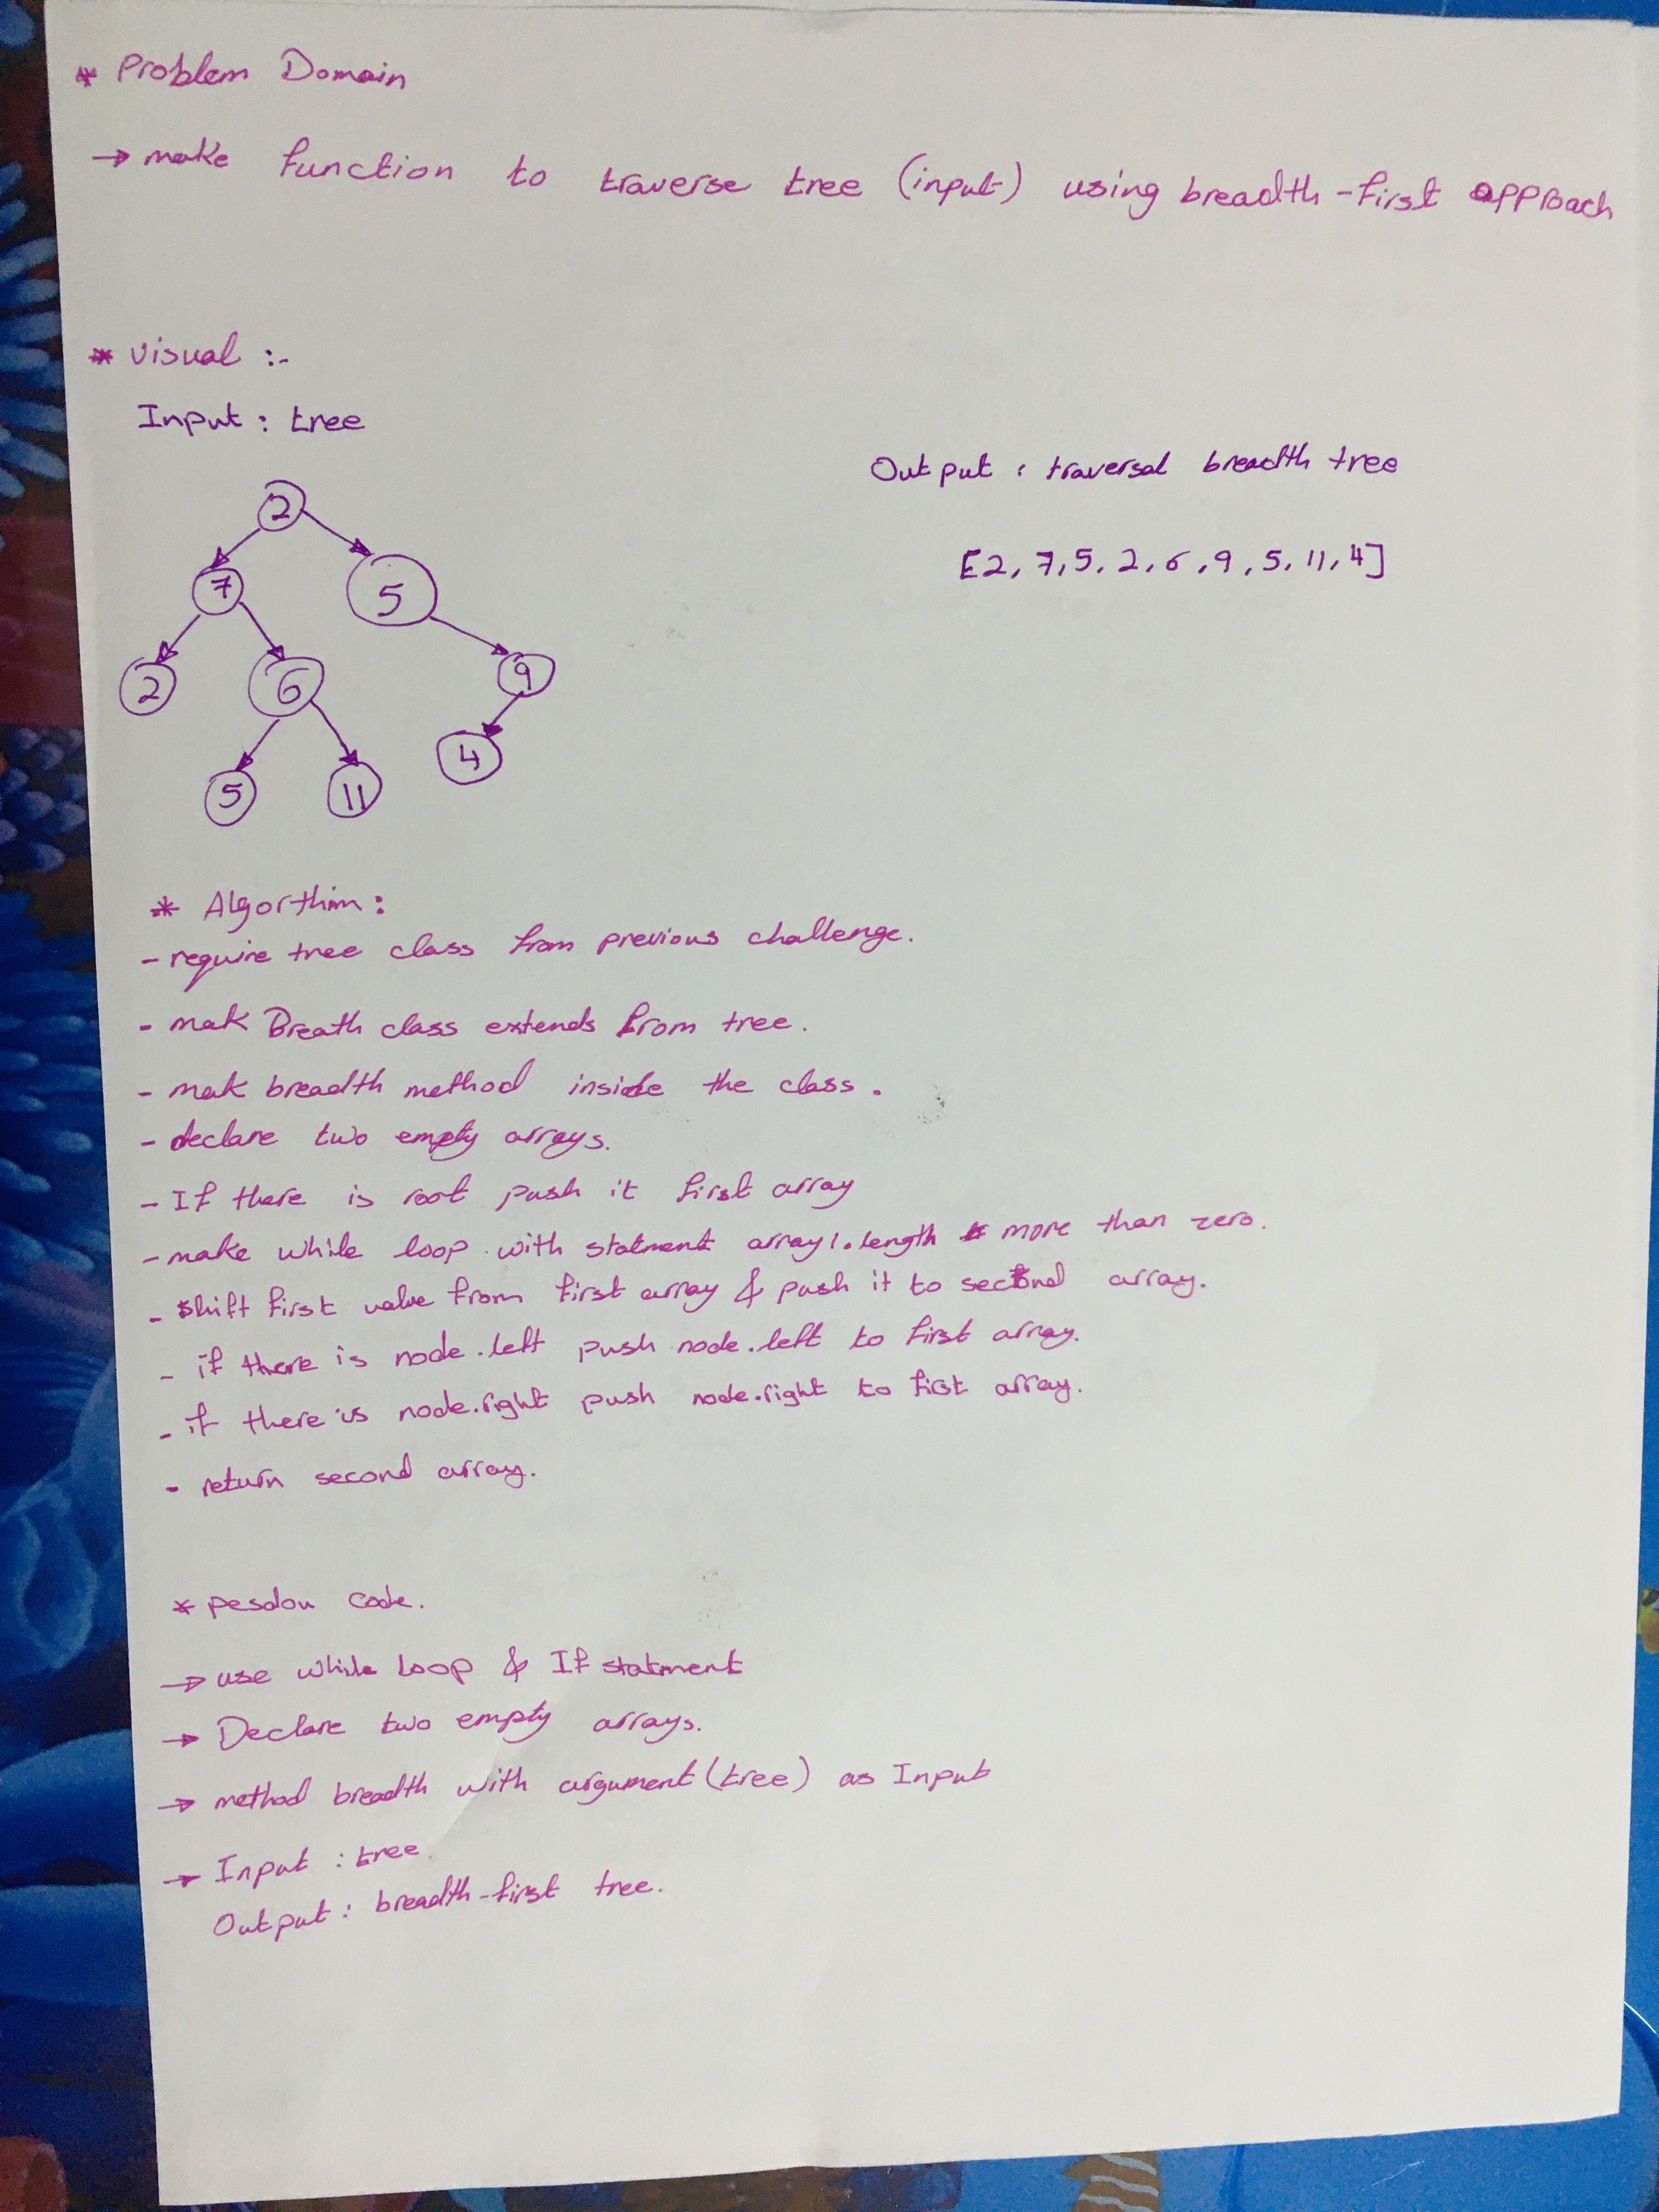 * Problem Domain
→ make function to traverse tree (input) using breadth-first approach
* visual :-
Input : tree
Output : traversal breadth tree
[2, 7, 5, 2, 6, 9, 5, 11, 4]
2
7 5
2 6 9
4
5 11
* Algorthim :
- require tree class from previous challenge.
- mak Breath class extends from tree.
- mak breadth method inside the class.
- declare two empty arrays.
- If there is root push it first array
- make while loop with statment array1.length more than zero.
- shift first value from first array & push it to second array.
- if there is node.left push node.left to first array.
- if there is node.right push node.right to first array.
- return second array.
* pesdou code.
→ use while loop & If statment
→ Declare two empty arrays.
→ method breadth with argument (tree) as Input
→ Input : tree
Output : breadth-first tree.